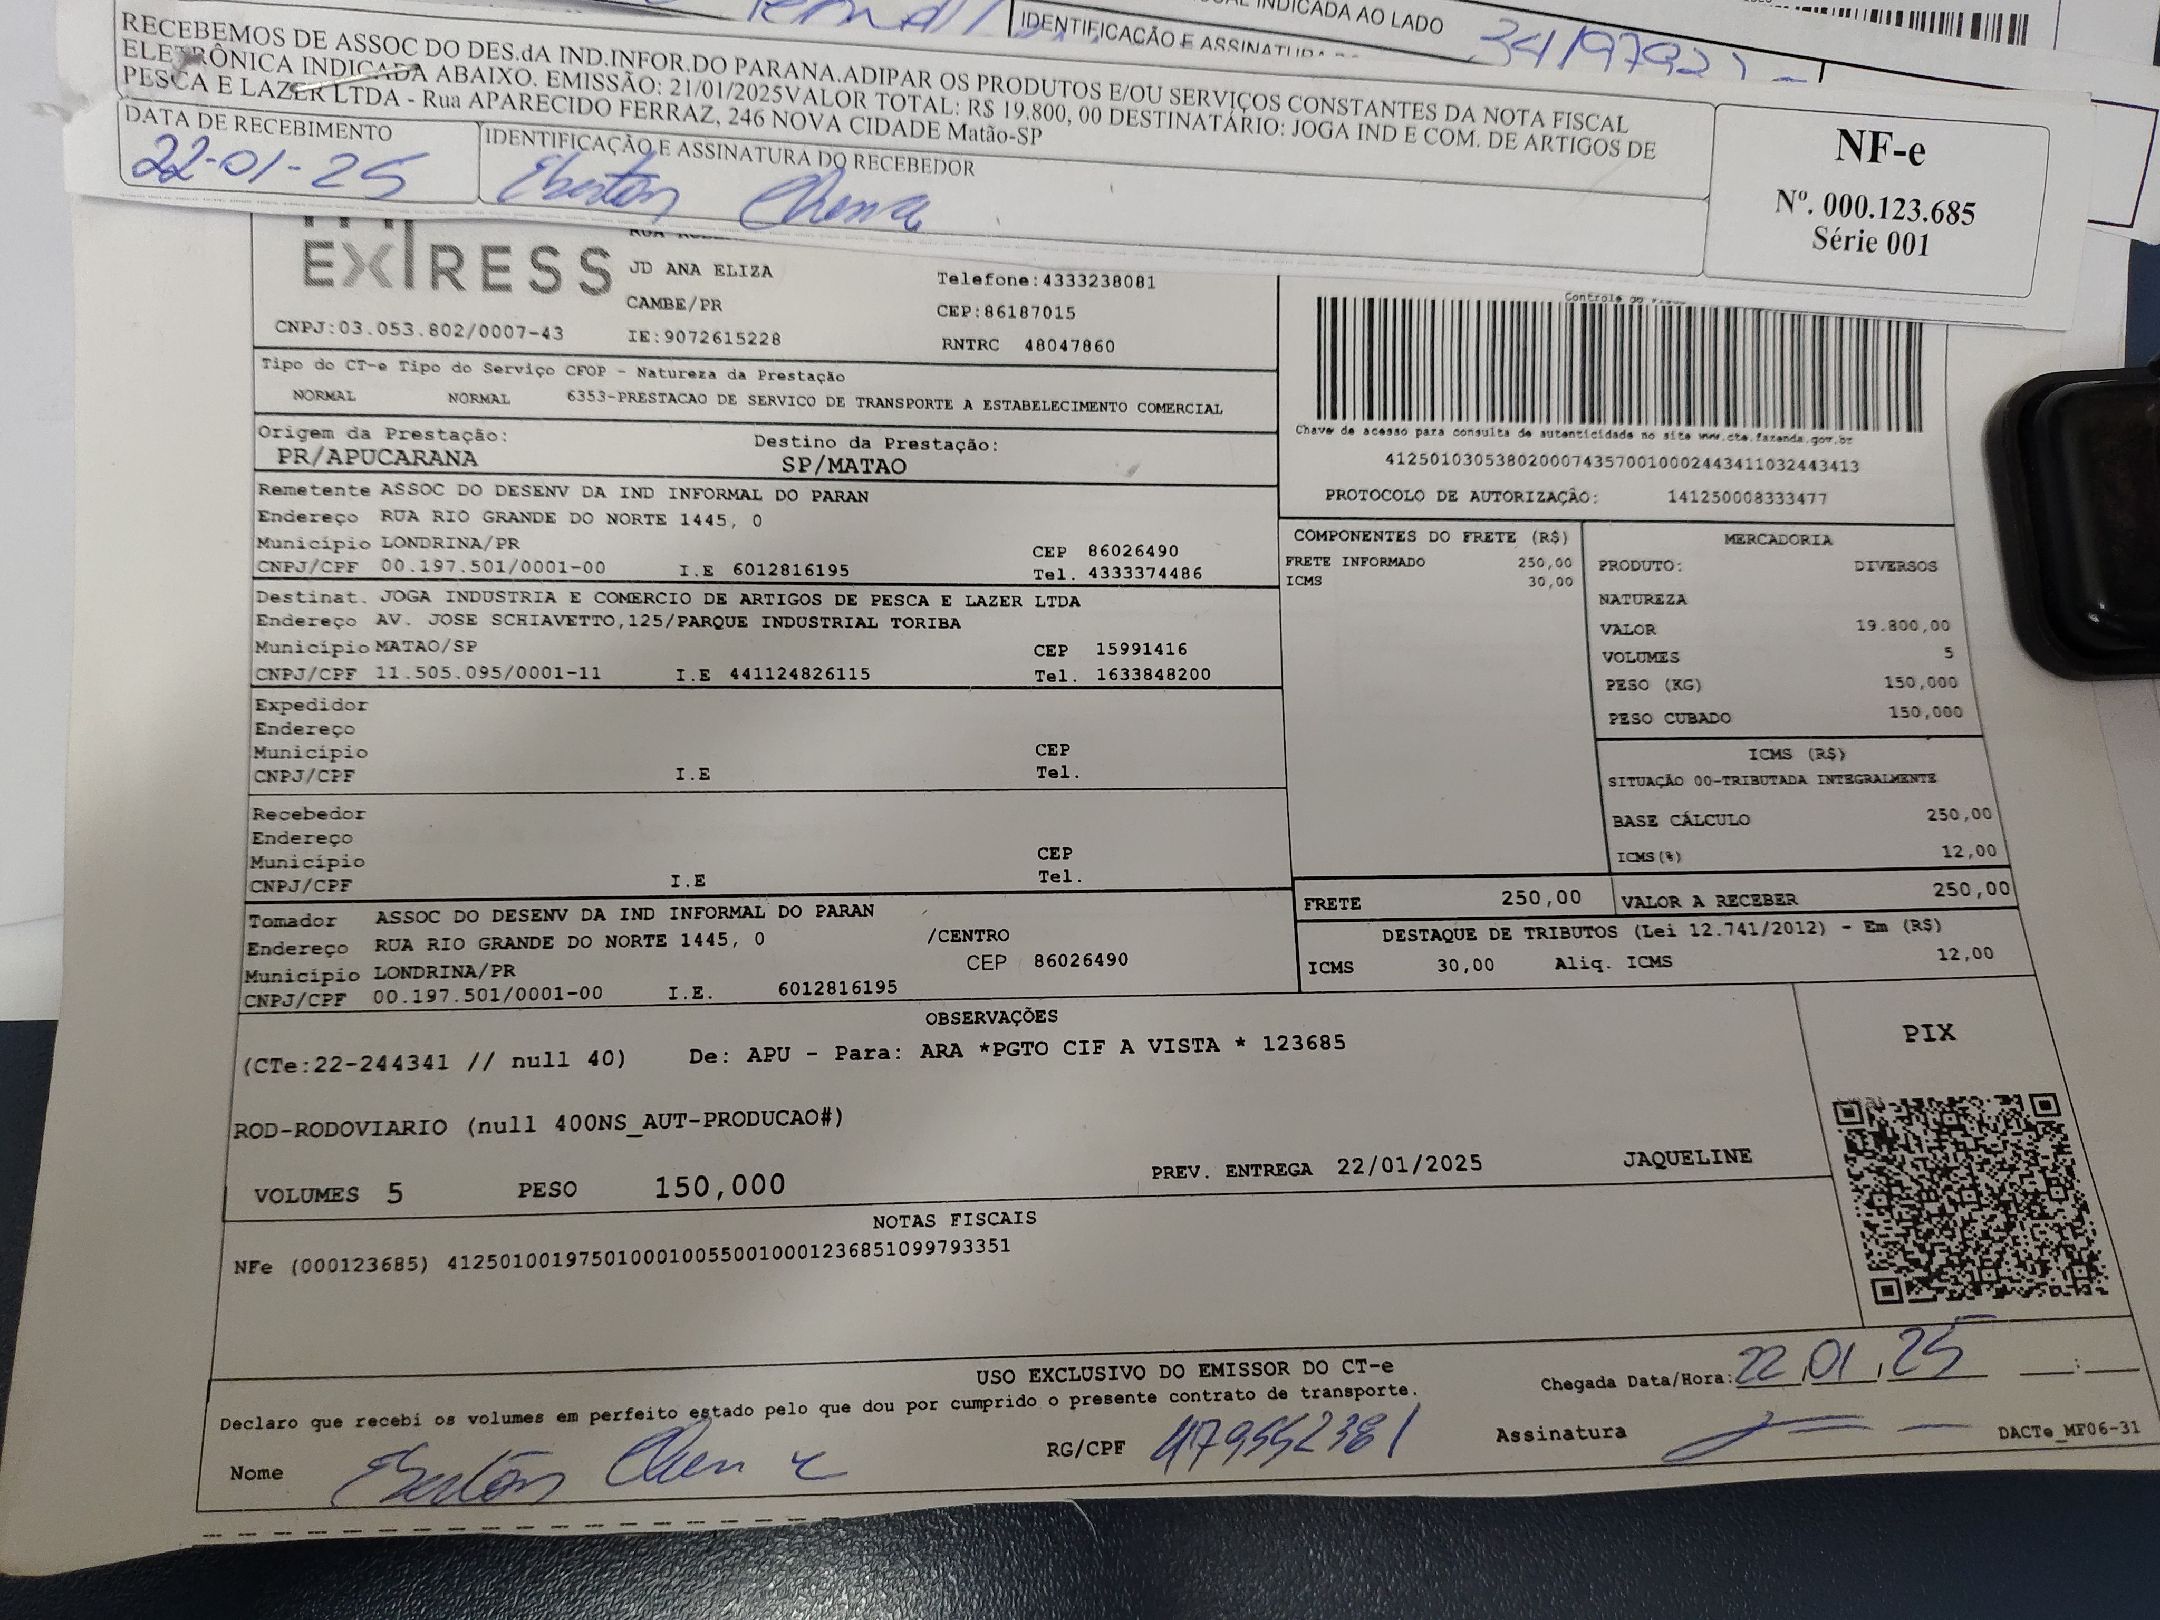 INDICADA AO LADO
IDENTIFICAÇÃO E ASSINATURA
RECEBEMOS DE ASSOC DO DES.dA IND.INFOR.DO PARANA.ADIPAR OS PRODUTOS E/OU SERVIÇOS CONSTANTES DA NOTA FISCAL
ELETRÔNICA INDICADA ABAIXO. EMISSÃO: 21/01/2025VALOR TOTAL: R$ 19.800, 00 DESTINATÁRIO: JOGA IND E COM. DE ARTIGOS DE
PESCA E LAZER LTDA - Rua APARECIDO FERRAZ, 246 NOVA CIDADE Matão-SP
DATA DE RECEBIMENTO
22-01-25
IDENTIFICAÇÃO E ASSINATURA DO RECEBEDOR
NF-e
Nº. 000.123.685
Série 001
EXPRESS
JD ANA ELIZA
Telefone:4333238081
CAMBE/PR
CEP:86187015
CNPJ:03.053.802/0007-43
IE:9072615228
RNTRC 48047860
Tipo do CT-e Tipo do Serviço CFOP - Natureza da Prestação
NORMAL NORMAL 6353-PRESTACAO DE SERVICO DE TRANSPORTE A ESTABELECIMENTO COMERCIAL
Origem da Prestação: Destino da Prestação:
PR/APUCARANA SP/MATAO
Controle do
Chave de acesso para consulta de autenticidade no site www.cte.fazenda.gov.br
41250103053802000743570010002443411032443413
PROTOCOLO DE AUTORIZAÇÃO: 141250008333477
Remetente ASSOC DO DESENV DA IND INFORMAL DO PARAN
Endereço RUA RIO GRANDE DO NORTE 1445, 0
Município LONDRINA/PR CEP 86026490
CNPJ/CPF 00.197.501/0001-00 I.E 6012816195 Tel. 4333374486
Destinat. JOGA INDUSTRIA E COMERCIO DE ARTIGOS DE PESCA E LAZER LTDA
Endereço AV. JOSE SCHIAVETTO,125/PARQUE INDUSTRIAL TORIBA
Município MATAO/SP CEP 15991416
CNPJ/CPF 11.505.095/0001-11 I.E 441124826115 Tel. 1633848200
Expedidor
Endereço
Município CEP
CNPJ/CPF I.E Tel.
Recebedor
Endereço
Município CEP
CNPJ/CPF I.E Tel.
Tomador ASSOC DO DESENV DA IND INFORMAL DO PARAN
Endereço RUA RIO GRANDE DO NORTE 1445, 0 /CENTRO
Município LONDRINA/PR CEP 86026490
CNPJ/CPF 00.197.501/0001-00 I.E. 6012816195
COMPONENTES DO FRETE (R$)
FRETE INFORMADO 250,00
ICMS 30,00
MERCADORIA
PRODUTO: DIVERSOS
NATUREZA
VALOR 19.800,00
VOLUMES 5
PESO (KG) 150,000
PESO CUBADO 150,000
ICMS (R$)
SITUAÇÃO 00-TRIBUTADA INTEGRALMENTE
BASE CÁLCULO 250,00
ICMS(%) 12,00
FRETE 250,00 VALOR A RECEBER 250,00
DESTAQUE DE TRIBUTOS (Lei 12.741/2012) - Em (R$)
ICMS 30,00 Aliq. ICMS 12,00
OBSERVAÇÕES
(CTe:22-244341 // null 40) De: APU - Para: ARA *PGTO CIF A VISTA * 123685
ROD-RODOVIARIO (null 400NS_AUT-PRODUCAO#)
VOLUMES 5 PESO 150,000 PREV. ENTREGA 22/01/2025 JAQUELINE
PIX
NOTAS FISCAIS
NFe (000123685) 41250100197501000100550010001236851099793351
USO EXCLUSIVO DO EMISSOR DO CT-e
Declaro que recebi os volumes em perfeito estado pelo que dou por cumprido o presente contrato de transporte.
Chegada Data/Hora: 22 01 25 :
Nome
RG/CPF 479552381
Assinatura
DACTe_MF06-31